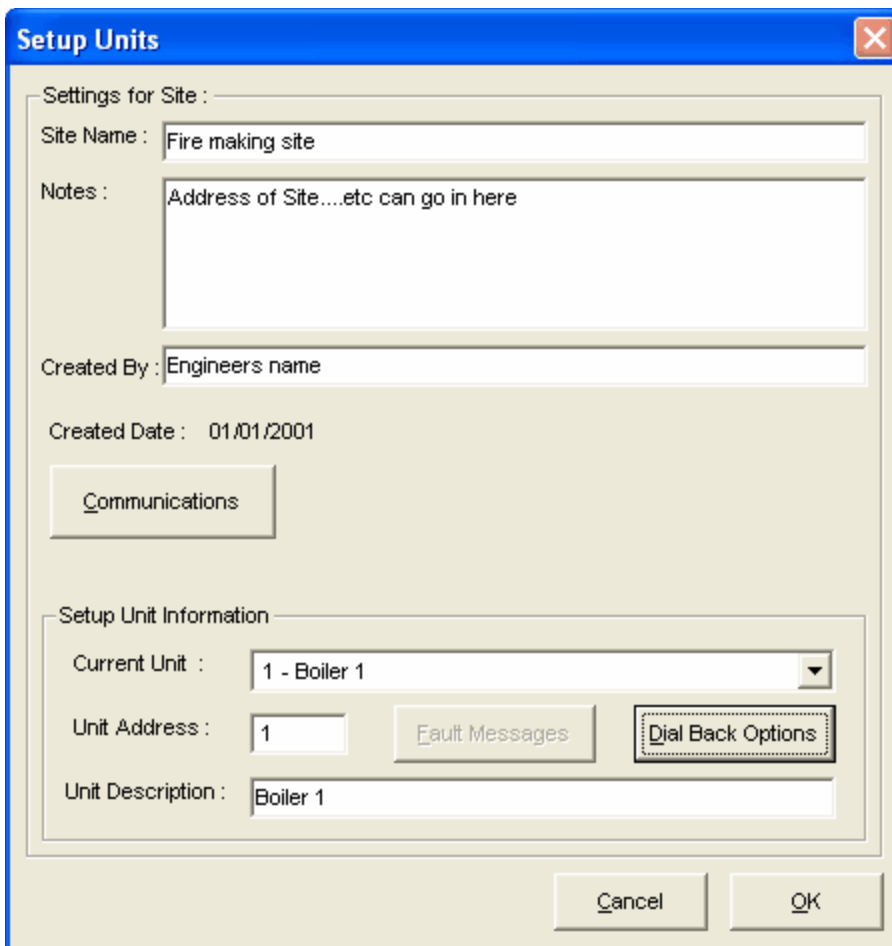 Setup Units
Settings for Site :
Site Name : Fire making site
Notes : Address of Site....etc can go in here
Created By : Engineers name
Created Date : 01/01/2001
Communications
Setup Unit Information
Current Unit : 1 - Boiler 1
Unit Address : 1 Fault Messages Dial Back Options
Unit Description : Boiler 1
Cancel OK